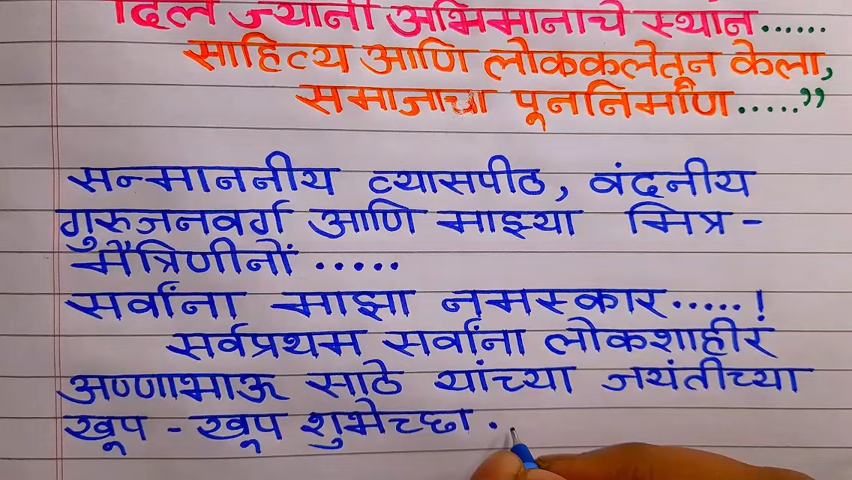 दिले ज्यांनी अभिमानाचे स्थान......
साहित्य आणि लोककलेतून केला,
समाजाचा पूननिर्माण.....”
सन्माननीय व्यासपीठ, वंदनीय
गुरुजनवर्ग आणि माझ्या मित्र-
मैत्रिणीनों .....
सर्वांना माझा नमस्कार.....!
सर्वप्रथम सर्वांना लोकशाहीरं
अण्णाभाऊ साठे यांच्या जयंतीच्या
खूप - खूप शुभेच्छा .